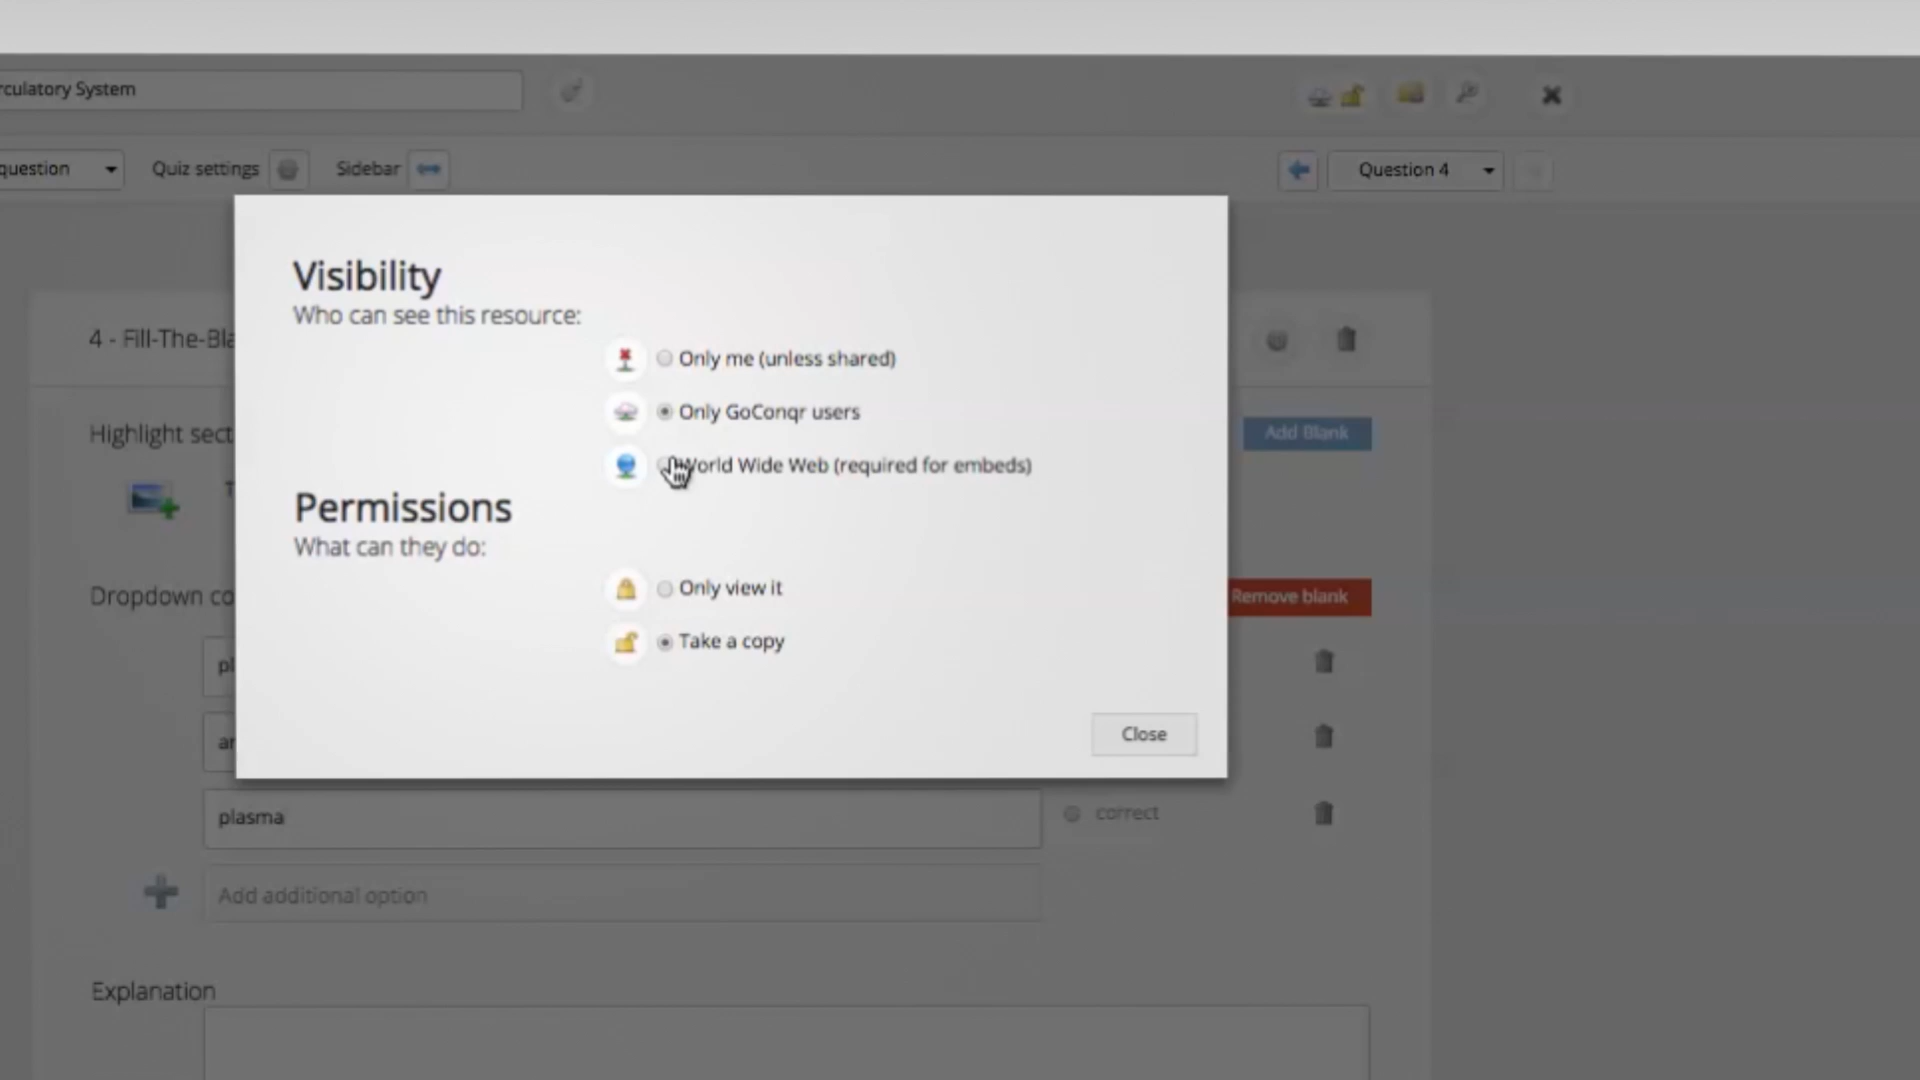 rculatory System
question
Quiz settings
Sidebar
Question 4
Visibility
Who can see this resource:
Only me (unless shared)
Only GoConqr users
World Wide Web (required for embeds)
Permissions
What can they do:
Only view it
Take a copy
Close
4 - Fill-The-Bla
Highlight sect
Add Blank
T
Dropdown co
Remove blank
pl
ar
plasma
correct
Add additional option
Explanation